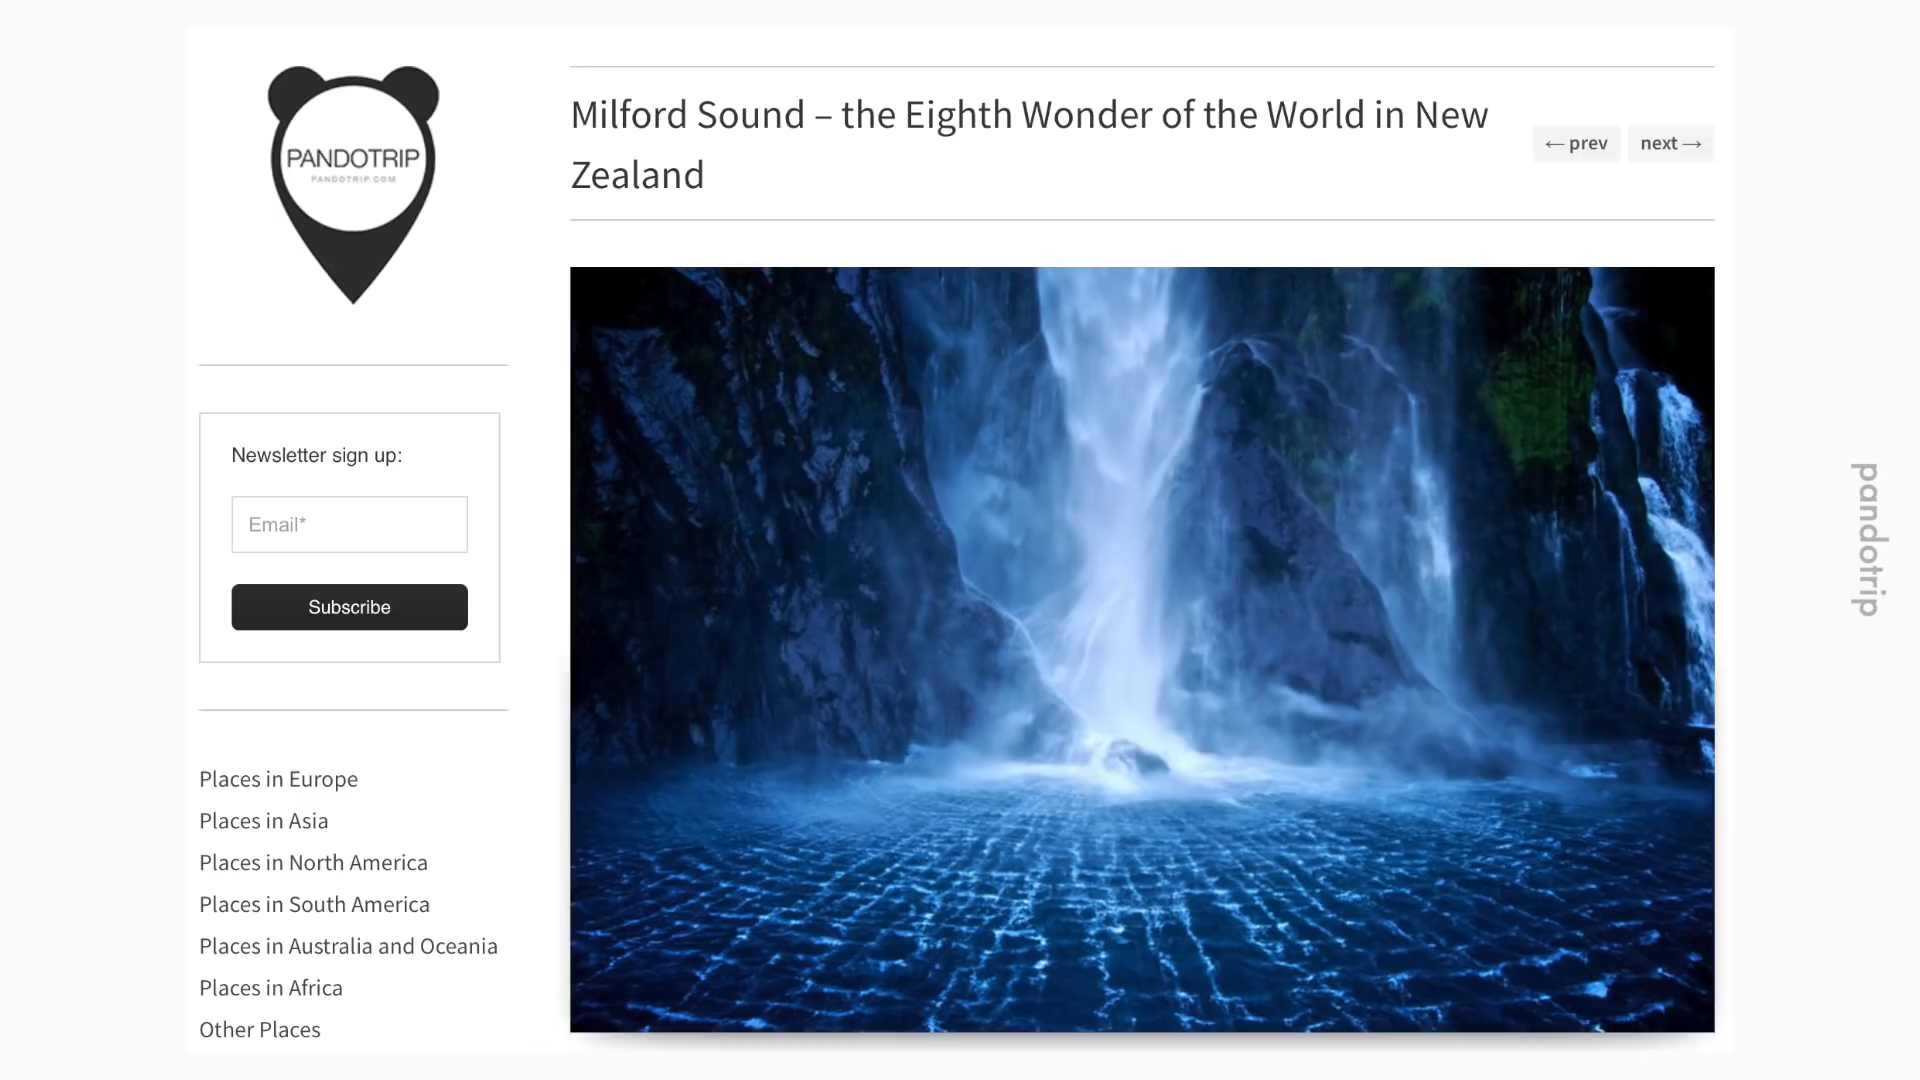 PANDOTRIP
PANDOTRIP.COM
Milford Sound – the Eighth Wonder of the World in New
Zealand
← prev
next →
Newsletter sign up:
Email*
Subscribe
Places in Europe
Places in Asia
Places in North America
Places in South America
Places in Australia and Oceania
Places in Africa
Other Places
pandotrip